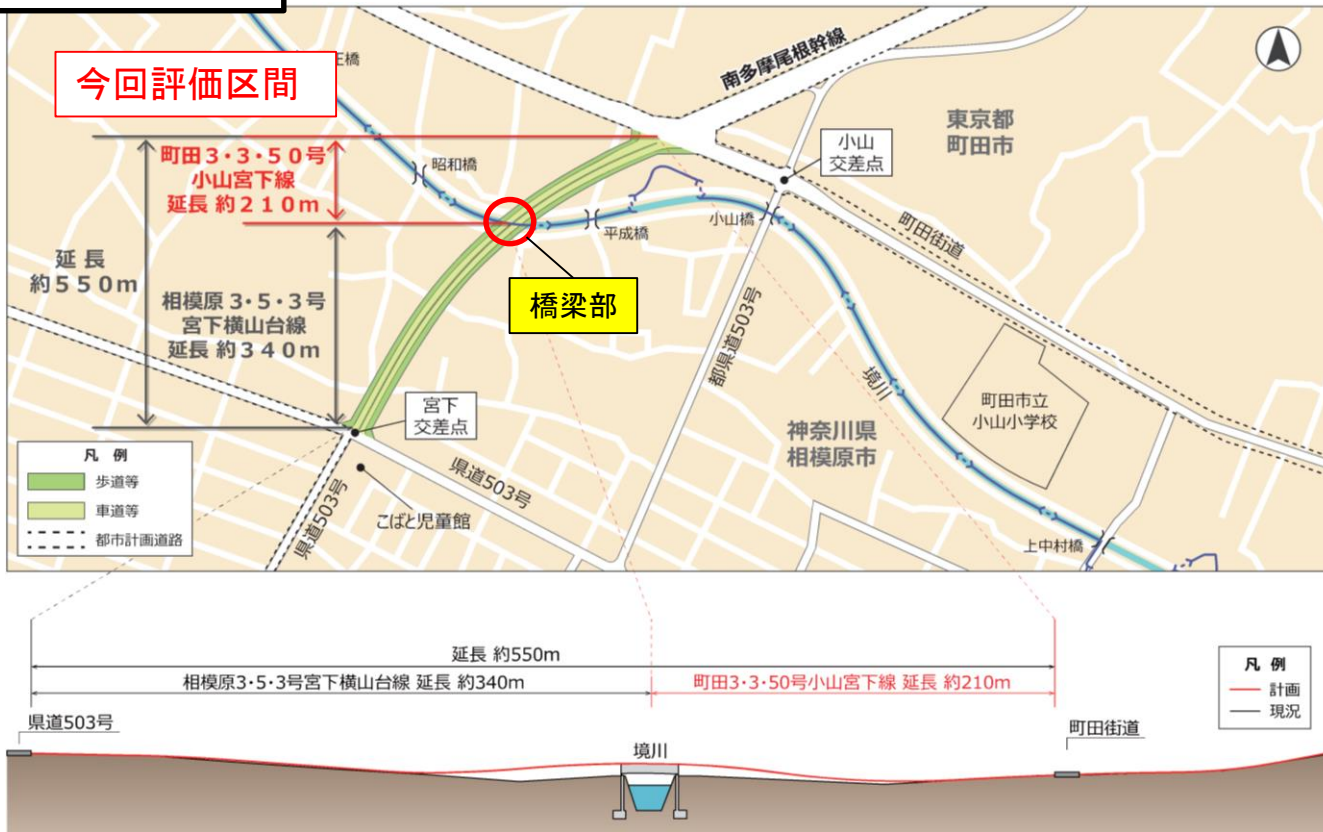 今回評価区間
王橋
南多摩尾根幹線
東京都
町田市
小山
交差点
町田3・3・50号
小山宮下線
延長 約210m
昭和橋
平成橋
小山橋
町田街道
延長
約550m
橋梁部
相模原3・5・3号
宮下横山台線
延長 約340m
都県道503号
境川
町田市立
小山小学校
宮下
交差点
神奈川県
相模原市
凡 例
歩道等
車道等
都市計画道路
県道503号
県道503号
こばと児童館
上中村橋
延長 約550m
相模原3・5・3号宮下横山台線 延長 約340m
町田3・3・50号小山宮下線 延長 約210m
凡 例
計画
現況
県道503号
境川
町田街道